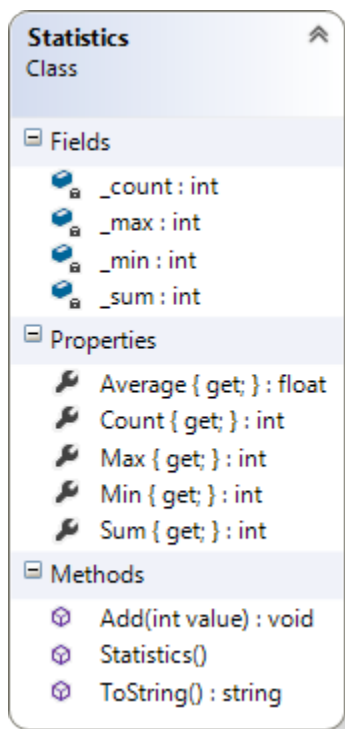 Statistics
Class
Fields
_count : int
_max : int
_min : int
_sum : int
Properties
Average { get; } : float
Count { get; } : int
Max { get; } : int
Min { get; } : int
Sum { get; } : int
Methods
Add(int value) : void
Statistics()
ToString() : string